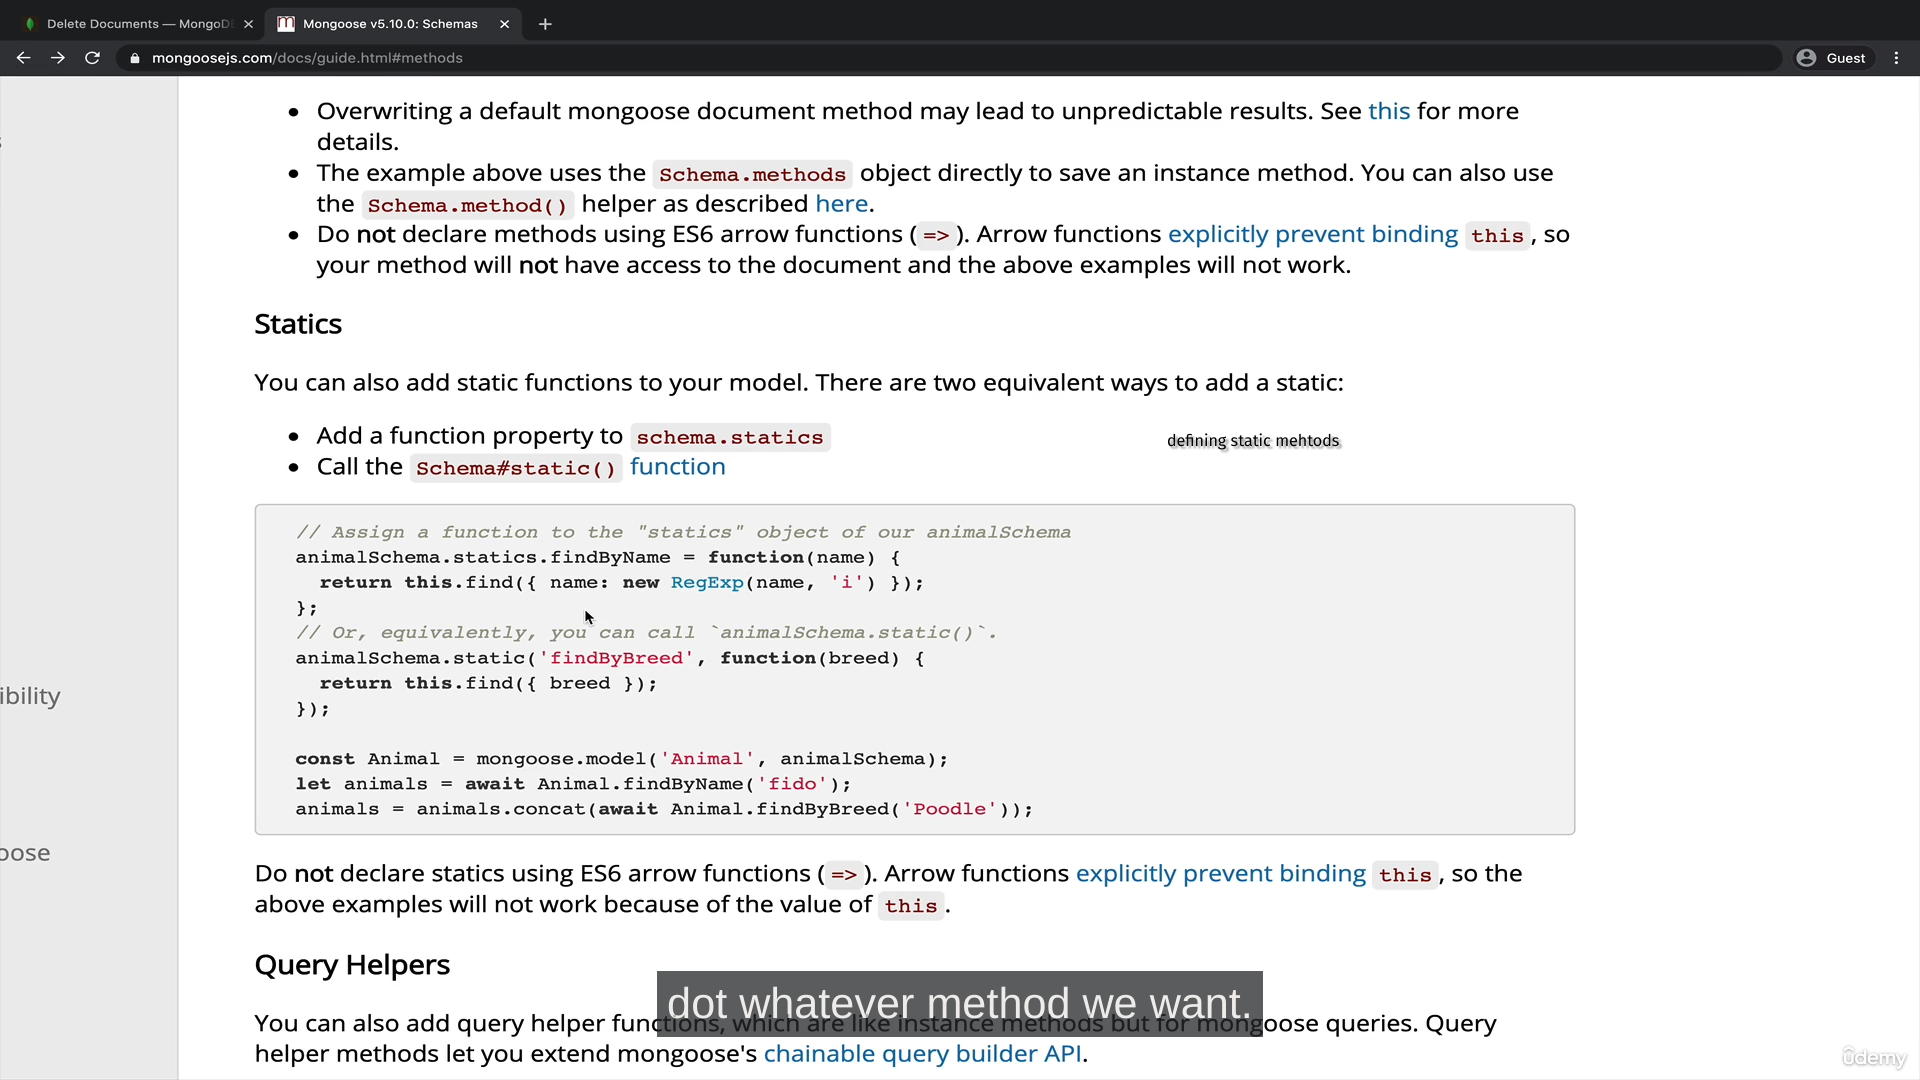 Delete Documents — MongoD
Mongoose v5.10.0: Schemas
mongoosejs.com/docs/guide.html#methods
Guest
Overwriting a default mongoose document method may lead to unpredictable results. See this for more
details.
The example above uses the Schema.methods object directly to save an instance method. You can also use
the Schema.method() helper as described here.
Do not declare methods using ES6 arrow functions (=>). Arrow functions explicitly prevent binding this, so
your method will not have access to the document and the above examples will not work.
Statics
You can also add static functions to your model. There are two equivalent ways to add a static:
Add a function property to schema.statics
defining static mehtods
Call the Schema#static() function
// Assign a function to the "statics" object of our animalSchema
animalSchema.statics.findByName = function(name) {
return this.find({ name: new RegExp(name, 'i') });
};
// Or, equivalently, you can call `animalSchema.static()`.
animalSchema.static('findByBreed', function(breed) {
return this.find({ breed });
});
ibility
const Animal = mongoose.model('Animal', animalSchema);
let animals = await Animal.findByName('fido');
animals = animals.concat(await Animal.findByBreed('Poodle'));
oose
Do not declare statics using ES6 arrow functions (=>). Arrow functions explicitly prevent binding this, so the
above examples will not work because of the value of this.
Query Helpers
dot whatever method we want.
You can also add query helper functions, which are like instance methods but for mongoose queries. Query
helper methods let you extend mongoose's chainable query builder API.
ûdemy